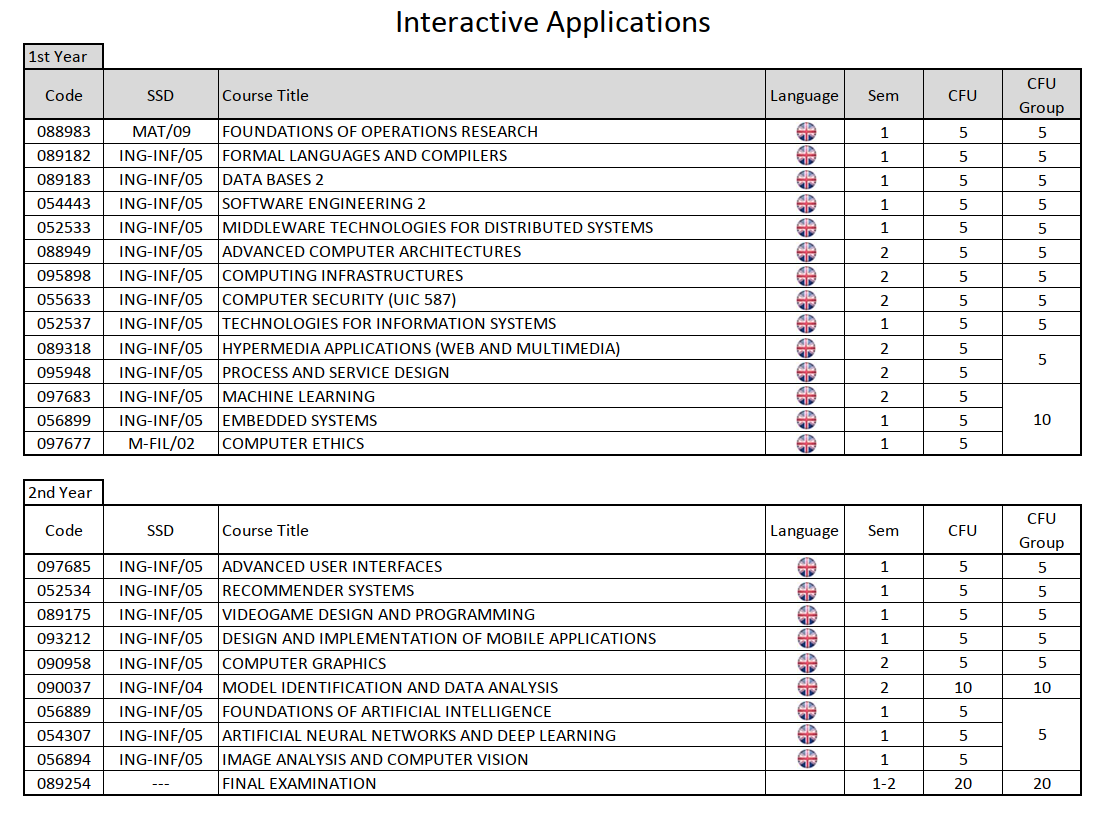 Interactive Applications
1st Year
Code SSD Course Title Language Sem CFU CFU Group
088983 MAT/09 FOUNDATIONS OF OPERATIONS RESEARCH 1 5 5
089182 ING-INF/05 FORMAL LANGUAGES AND COMPILERS 1 5 5
089183 ING-INF/05 DATA BASES 2 1 5 5
054443 ING-INF/05 SOFTWARE ENGINEERING 2 1 5 5
052533 ING-INF/05 MIDDLEWARE TECHNOLOGIES FOR DISTRIBUTED SYSTEMS 1 5 5
088949 ING-INF/05 ADVANCED COMPUTER ARCHITECTURES 2 5 5
095898 ING-INF/05 COMPUTING INFRASTRUCTURES 2 5 5
055633 ING-INF/05 COMPUTER SECURITY (UIC 587) 2 5 5
052537 ING-INF/05 TECHNOLOGIES FOR INFORMATION SYSTEMS 1 5 5
089318 ING-INF/05 HYPERMEDIA APPLICATIONS (WEB AND MULTIMEDIA) 2 5 5
095948 ING-INF/05 PROCESS AND SERVICE DESIGN 2 5
097683 ING-INF/05 MACHINE LEARNING 2 5 10
056899 ING-INF/05 EMBEDDED SYSTEMS 1 5
097677 M-FIL/02 COMPUTER ETHICS 1 5
2nd Year
Code SSD Course Title Language Sem CFU CFU Group
097685 ING-INF/05 ADVANCED USER INTERFACES 1 5 5
052534 ING-INF/05 RECOMMENDER SYSTEMS 1 5 5
089175 ING-INF/05 VIDEOGAME DESIGN AND PROGRAMMING 1 5 5
093212 ING-INF/05 DESIGN AND IMPLEMENTATION OF MOBILE APPLICATIONS 1 5 5
090958 ING-INF/05 COMPUTER GRAPHICS 2 5 5
090037 ING-INF/04 MODEL IDENTIFICATION AND DATA ANALYSIS 2 10 10
056889 ING-INF/05 FOUNDATIONS OF ARTIFICIAL INTELLIGENCE 1 5 5
054307 ING-INF/05 ARTIFICIAL NEURAL NETWORKS AND DEEP LEARNING 1 5
056894 ING-INF/05 IMAGE ANALYSIS AND COMPUTER VISION 1 5
089254 --- FINAL EXAMINATION 1-2 20 20